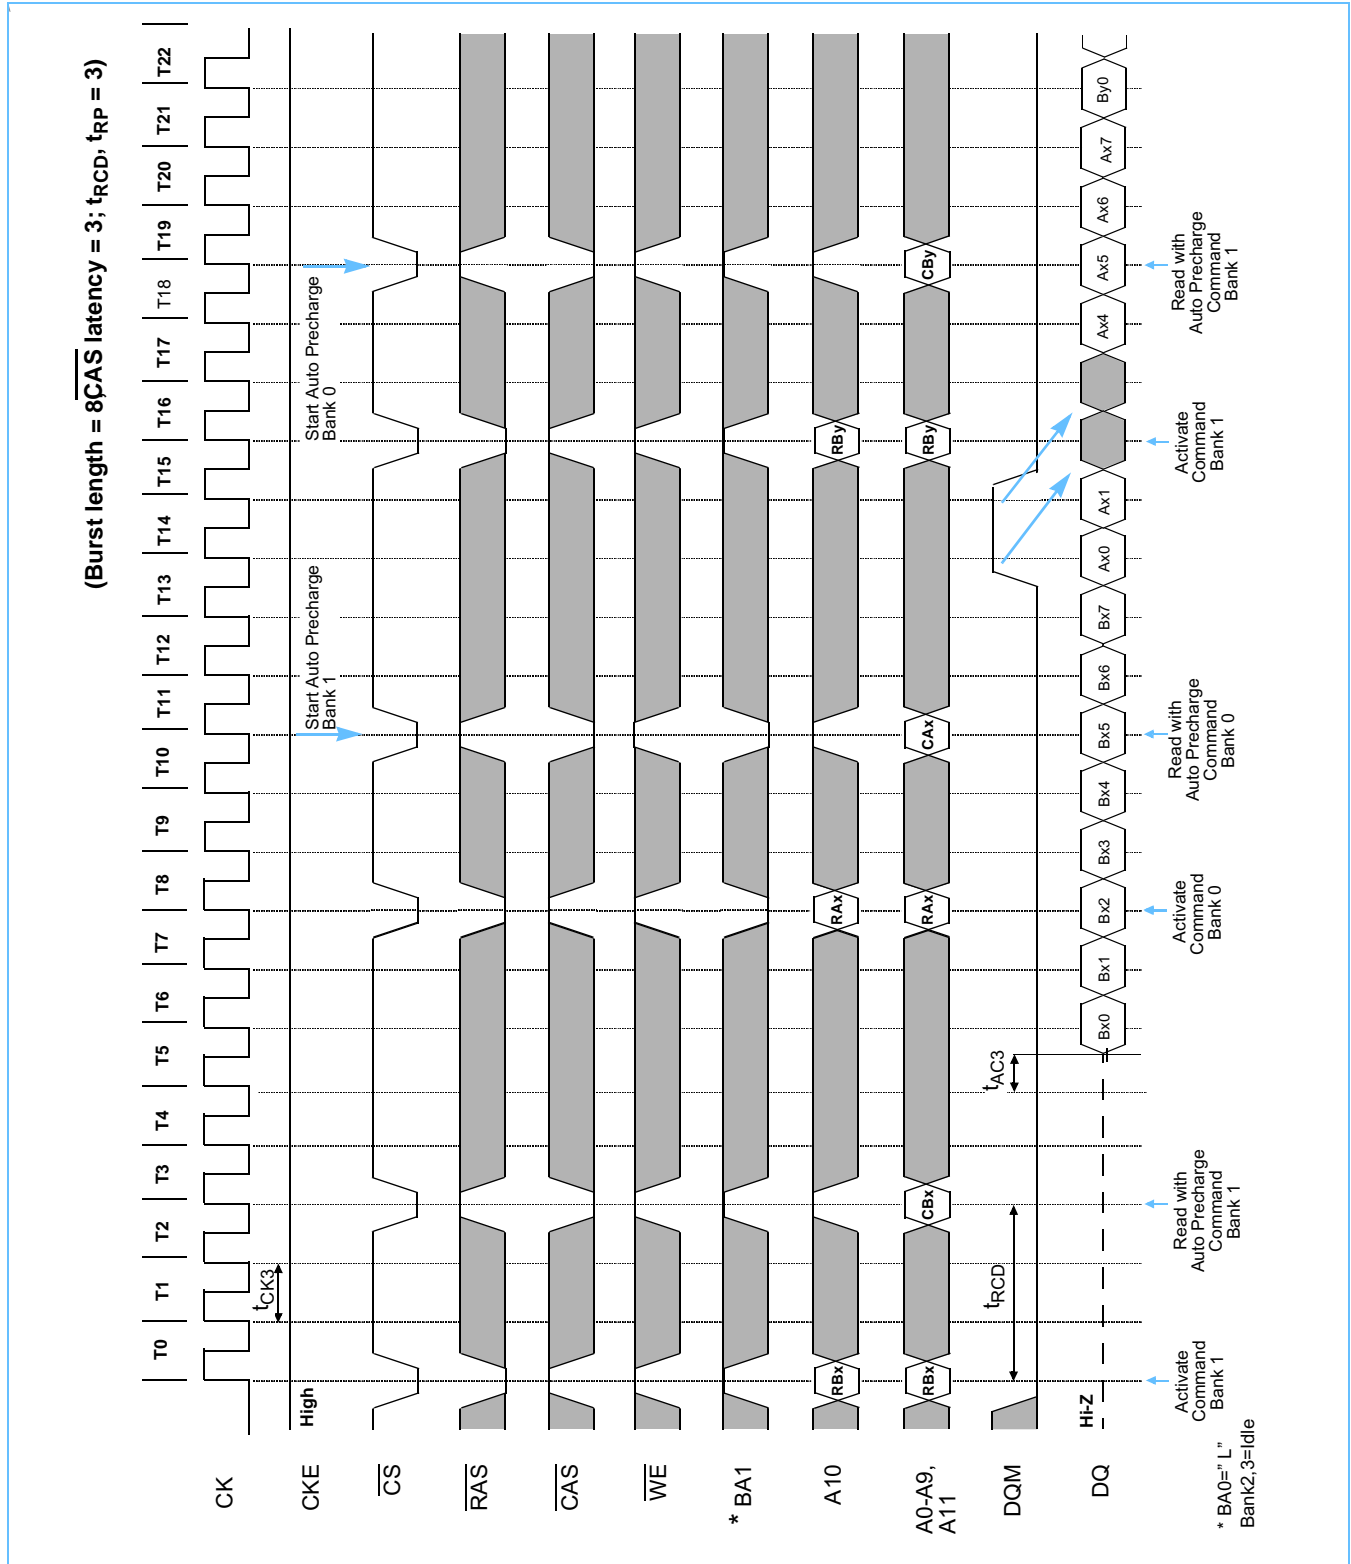 (Burst length = 8CAS latency = 3; tRCD, tRP = 3)
T0 T1 T2 T3 T4 T5 T6 T7 T8 T9 T10 T11 T12 T13 T14 T15 T16 T17 T18 T19 T20 T21 T22
CK
tCK3
CKE
High
Start Auto Precharge
Bank 1
Start Auto Precharge
Bank 0
CS
RAS
CAS
WE
* BA1
A10
RBx RAx RBy
A0-A9,
A11
RBx CBx RAx CAx RBy CBy
DQM
tRCD
tAC3
DQ
Hi-Z
Bx0 Bx1 Bx2 Bx3 Bx4 Bx5 Bx6 Bx7 Ax0 Ax1 Ax4 Ax5 Ax6 Ax7 By0
Activate
Command
Bank 1
Read with
Auto Precharge
Command
Bank 1
Activate
Command
Bank 0
Read with
Auto Precharge
Command
Bank 0
Activate
Command
Bank 1
Read with
Auto Precharge
Command
Bank 1
* BA0=” L”
Bank2,3=Idle